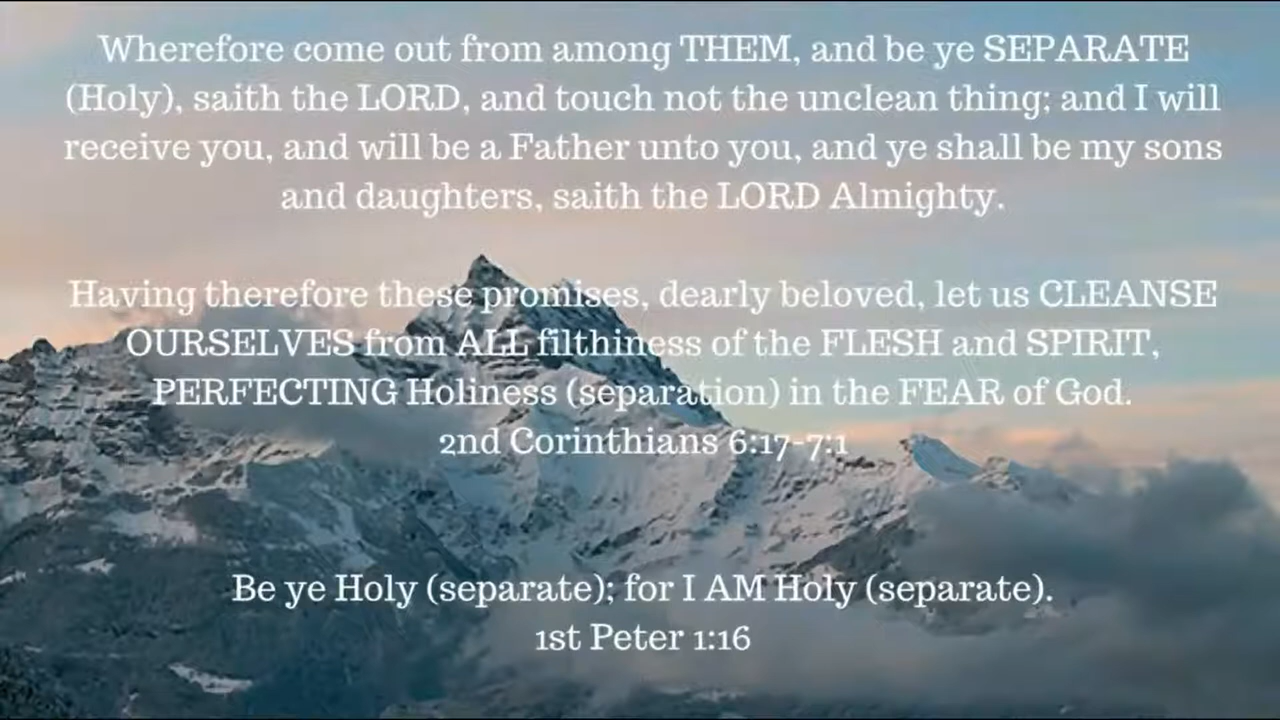 Wherefore come out from among THEM, and be ye SEPARATE
(Holy), saith the LORD, and touch not the unclean thing; and I will
receive you, and will be a Father unto you, and ye shall be my sons
and daughters, saith the LORD Almighty.
Having therefore these promises, dearly beloved, let us CLEANSE
OURSELVES from ALL filthiness of the FLESH and SPIRIT,
PERFECTING Holiness (separation) in the FEAR of God.
2nd Corinthians 6:17-7:1
Be ye Holy (separate); for I AM Holy (separate).
1st Peter 1:16